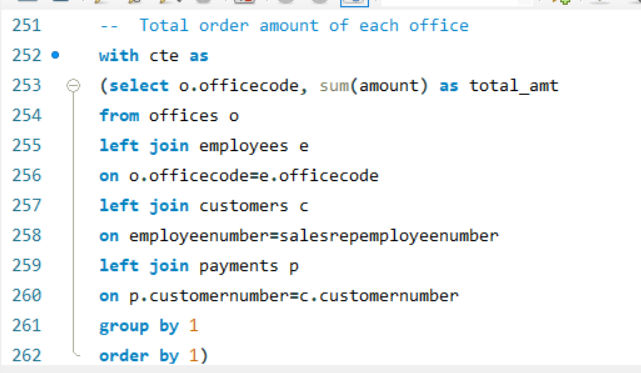 251 -- Total order amount of each office
252 with cte as
253 (select o.officecode, sum(amount) as total_amt
254 from offices o
255 left join employees e
256 on o.officecode=e.officecode
257 left join customers c
258 on employeenumber=salesrepemployeenumber
259 left join payments p
260 on p.customernumber=c.customernumber
261 group by 1
262 order by 1)